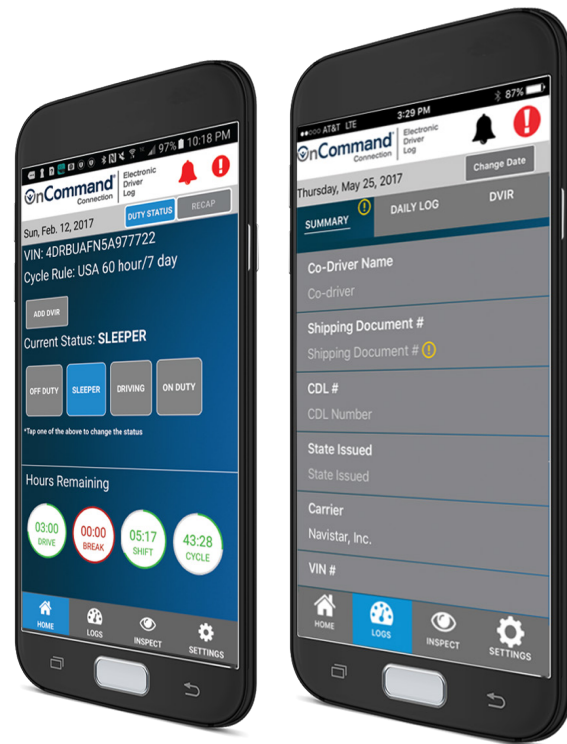 97% 10:18 PM
OnCommand®
Connection
Electronic
Driver
Log
Sun, Feb. 12, 2017
DUTY STATUS
RECAP
VIN: 4DRBUAFN5A977722
Cycle Rule: USA 60 hour/7 day
ADD DVIR
Current Status: SLEEPER
OFF DUTY
SLEEPER
DRIVING
ON DUTY
*Tap one of the above to change the status
Hours Remaining
03:00
DRIVE
00:00
BREAK
05:17
SHIFT
43:28
CYCLE
HOME
LOGS
INSPECT
SETTINGS
AT&T LTE
3:29 PM
87%
OnCommand®
Connection
Electronic
Driver
Log
Thursday, May 25, 2017
Change Date
SUMMARY
DAILY LOG
DVIR
Co-Driver Name
Co-driver
Shipping Document #
Shipping Document #
CDL #
CDL Number
State Issued
State Issued
Carrier
Navistar, Inc.
VIN #
HOME
LOGS
INSPECT
SETTINGS